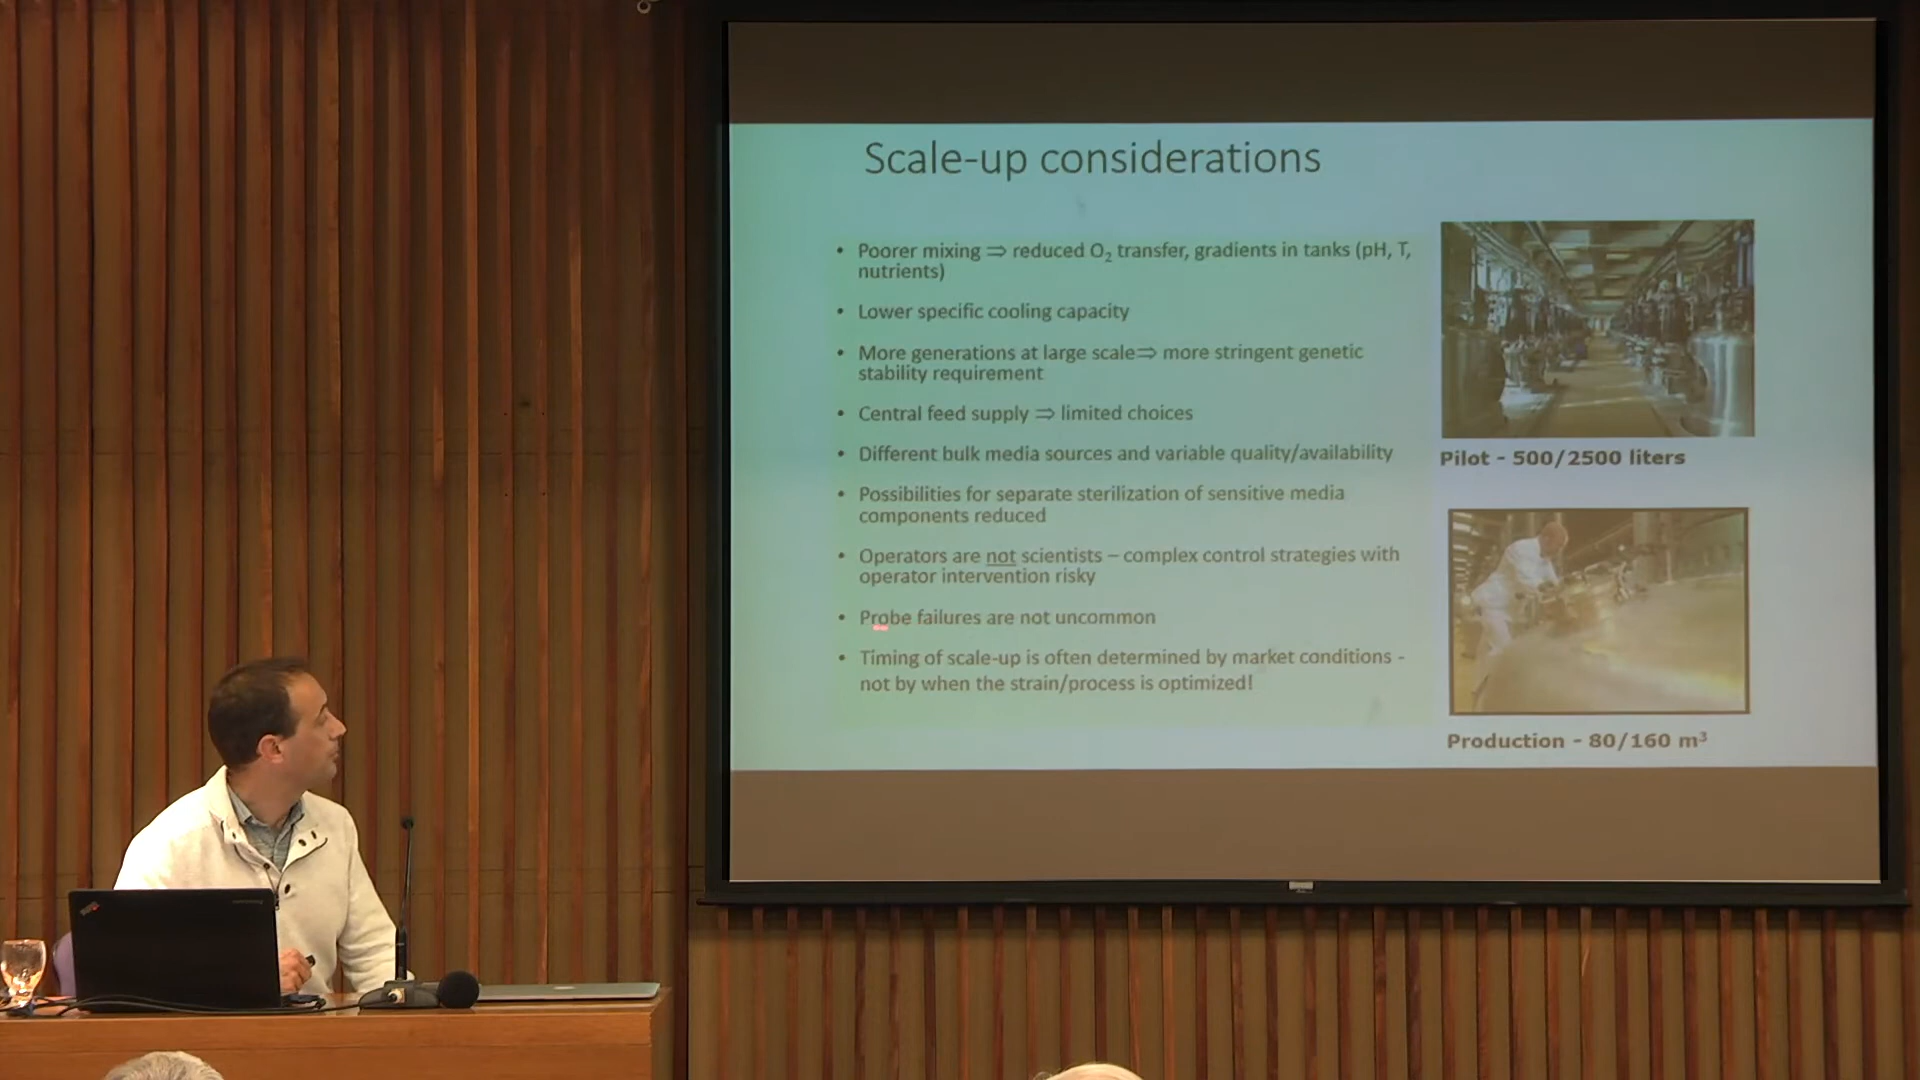 Scale-up considerations
• Poorer mixing ⇒ reduced O₂ transfer, gradients in tanks (pH, T,
nutrients)
• Lower specific cooling capacity
• More generations at large scale⇒ more stringent genetic
stability requirement
• Central feed supply ⇒ limited choices
• Different bulk media sources and variable quality/availability
• Possibilities for separate sterilization of sensitive media
components reduced
• Operators are not scientists – complex control strategies with
operator intervention risky
• Probe failures are not uncommon
• Timing of scale-up is often determined by market conditions -
not by when the strain/process is optimized!
Pilot - 500/2500 liters
Production - 80/160 m³